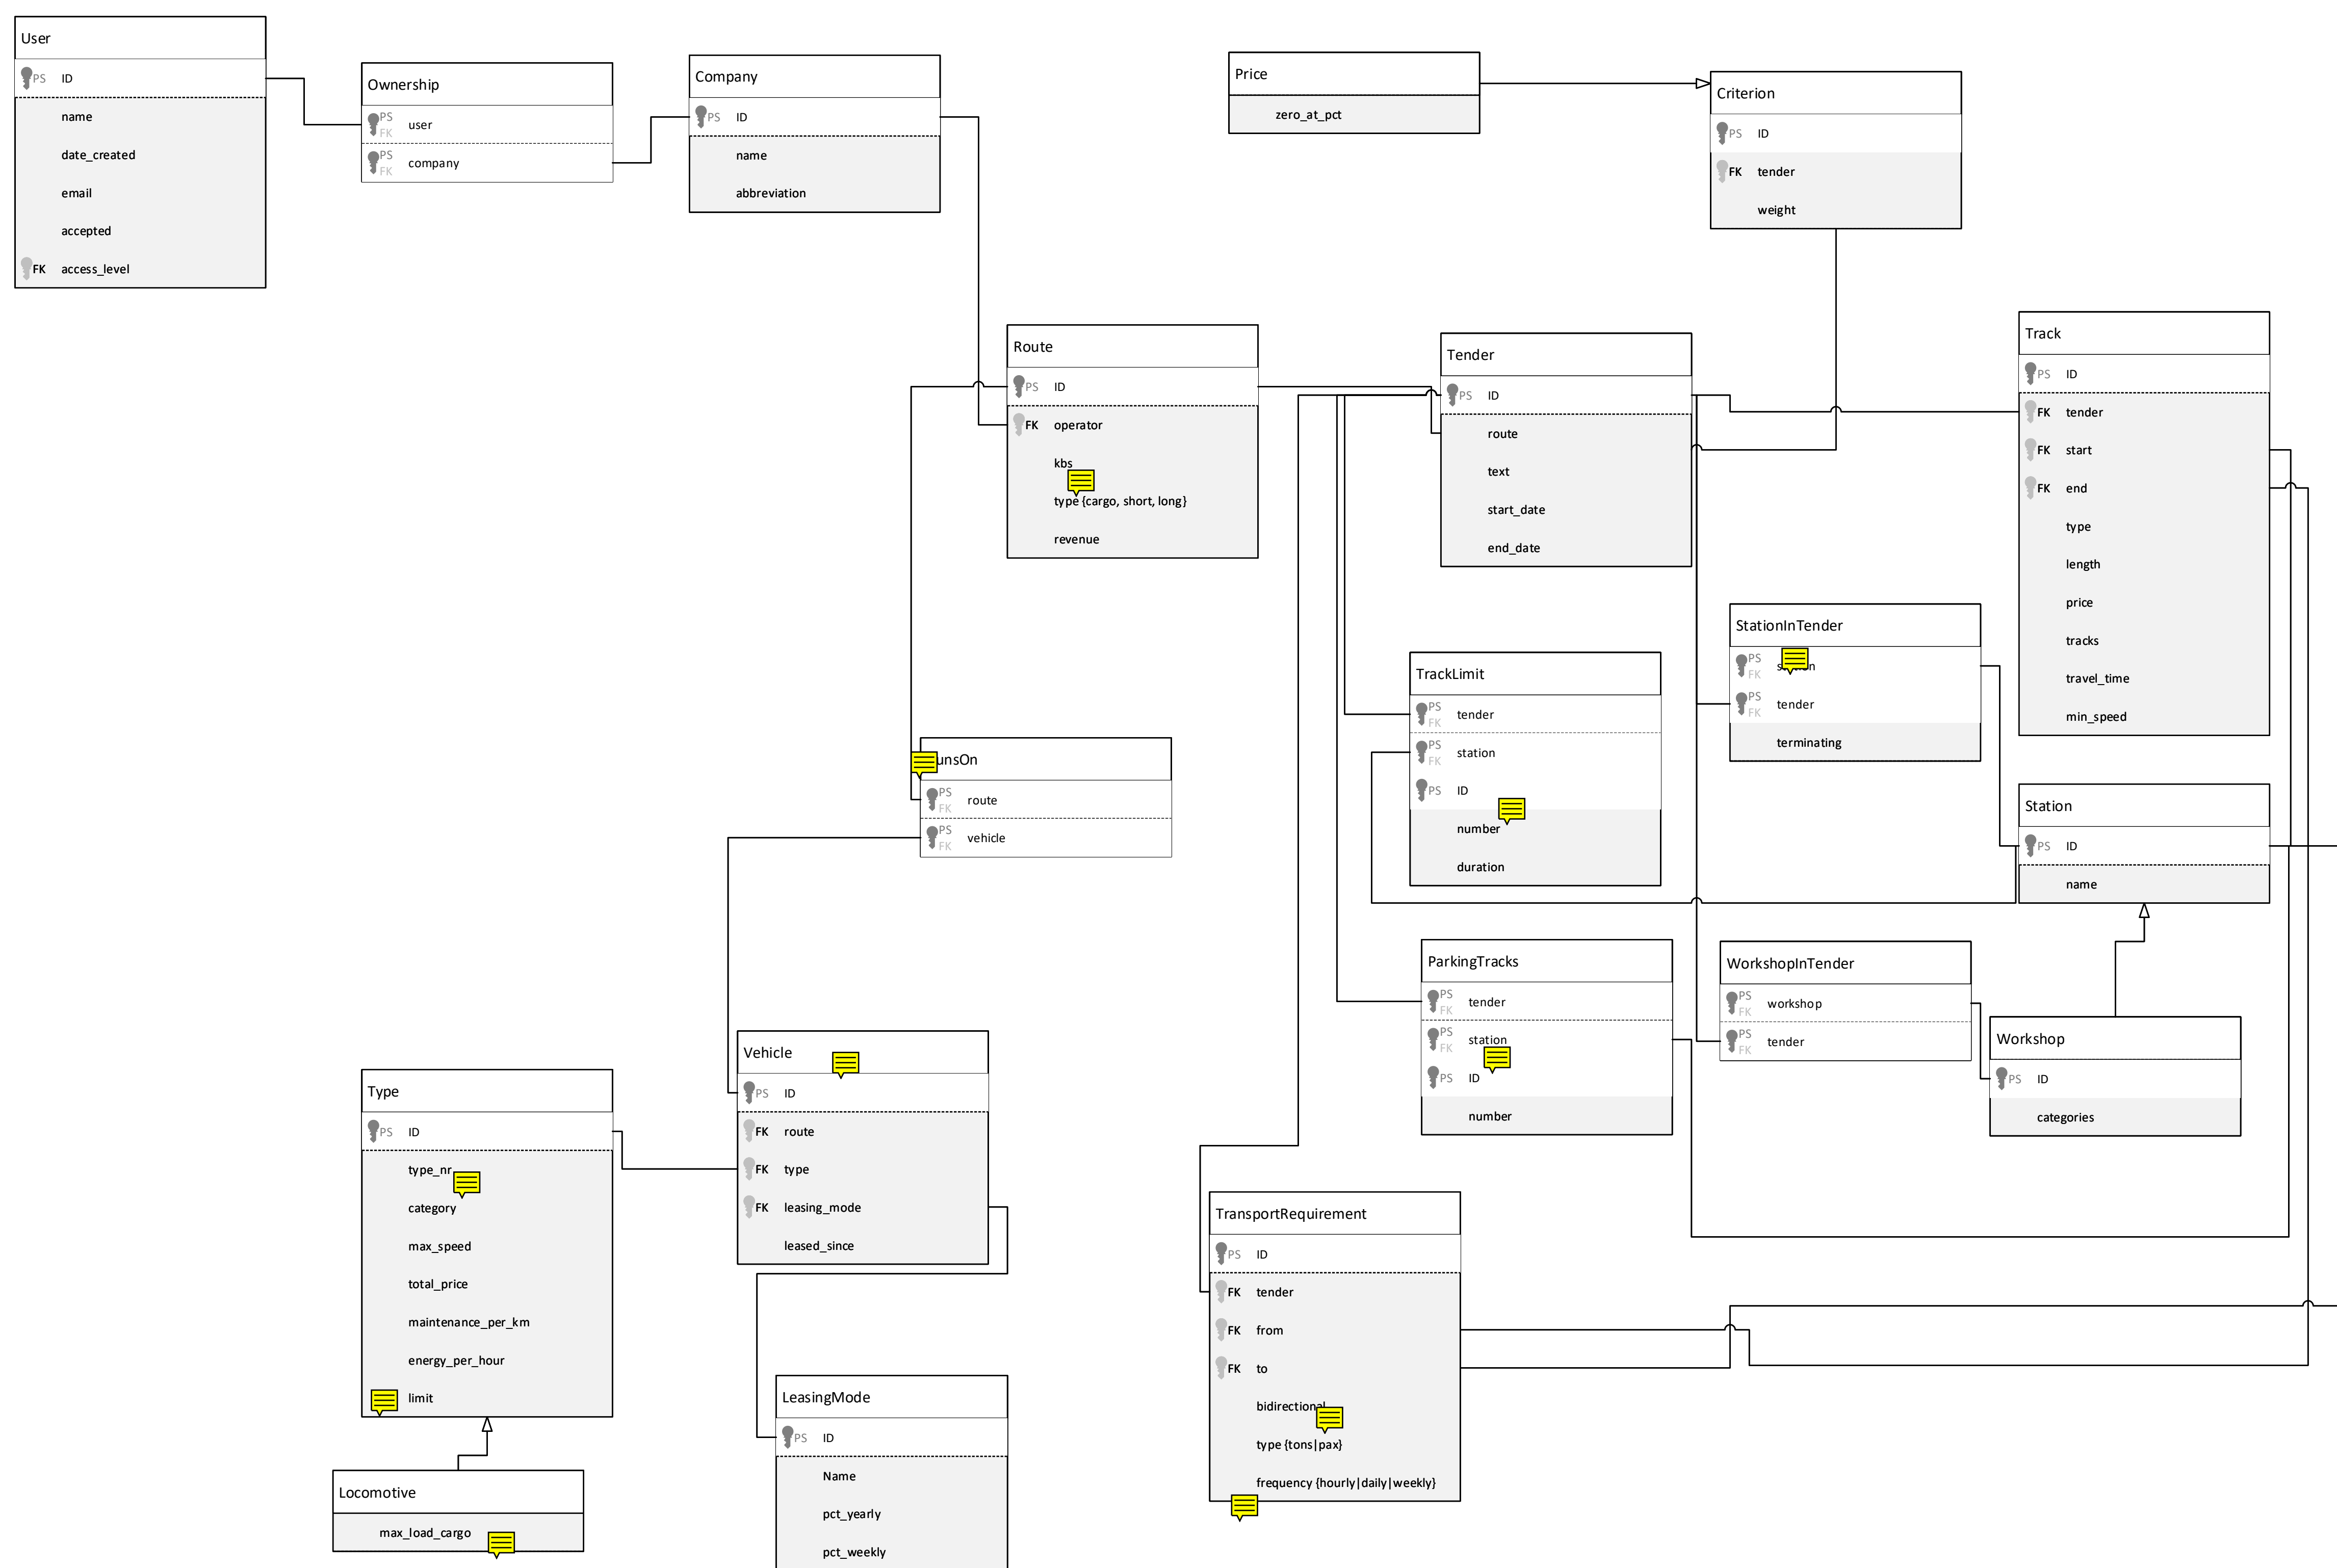 User
PS ID
name
date_created
email
accepted
FK access_level
Ownership
PS FK user
PS FK company
Company
PS ID
name
abbreviation
Price
zero_at_pct
Criterion
PS ID
FK tender
weight
Route
PS ID
FK operator
kbs
type {cargo, short, long}
revenue
Tender
PS ID
route
text
start_date
end_date
Track
PS ID
FK tender
FK start
FK end
type
length
price
tracks
travel_time
min_speed
StationInTender
PS FK
PS FK tender
terminating
TrackLimit
PS FK tender
PS FK station
PS ID
number
duration
unsOn
PS FK route
PS FK vehicle
Station
PS ID
name
ParkingTracks
PS FK tender
PS FK station
PS ID
number
WorkshopInTender
PS FK workshop
PS FK tender
Workshop
PS ID
categories
Vehicle
PS ID
FK route
FK type
FK leasing_mode
leased_since
Type
PS ID
type_nr
category
max_speed
total_price
maintenance_per_km
energy_per_hour
limit
TransportRequirement
PS ID
FK tender
FK from
FK to
bidirectional
type {tons|pax}
frequency {hourly|daily|weekly}
LeasingMode
PS ID
Name
pct_yearly
pct_weekly
Locomotive
max_load_cargo